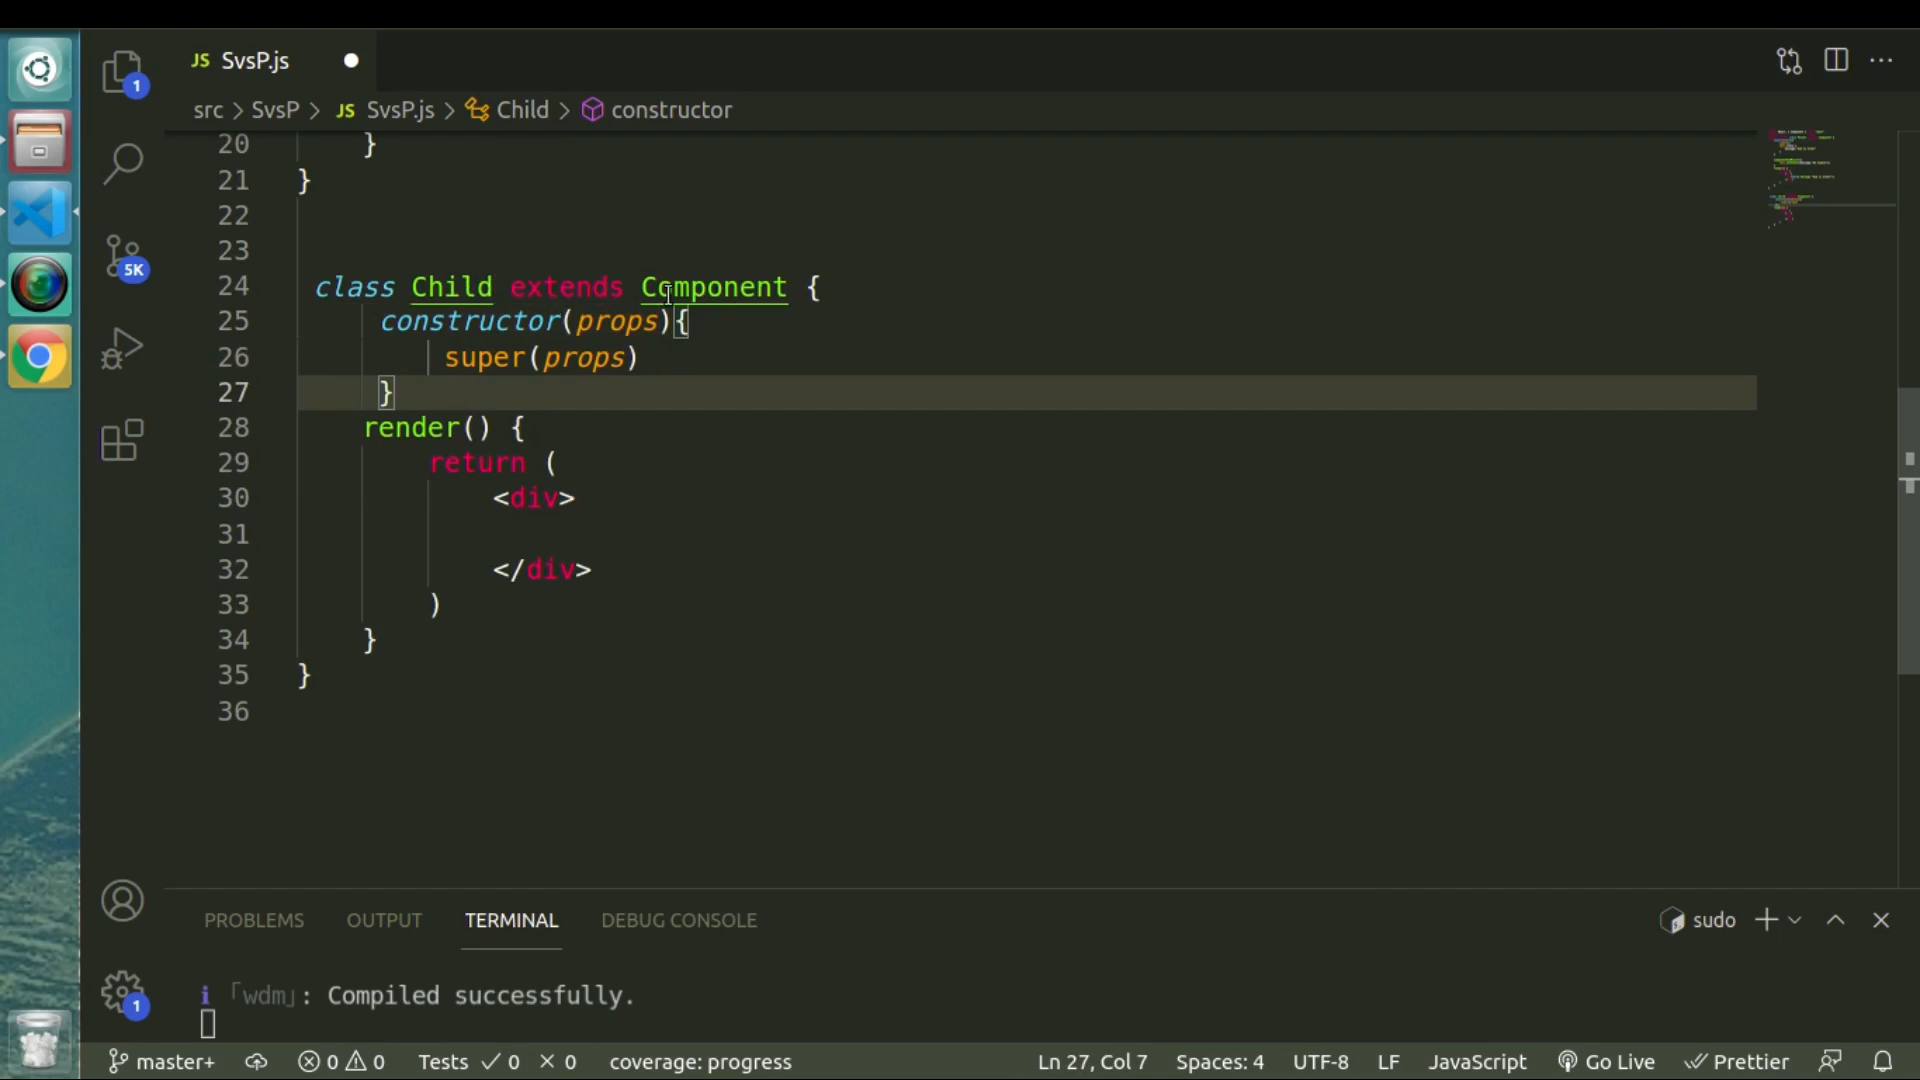 JS SvsP.js
1
src > SvsP > JS SvsP.js > Child > constructor
20 }
21 }
22
23
24 class Child extends Component {
25 constructor(props){
26 super(props)
27 }
28 render() {
29 return (
30 <div>
31
32 </div>
33 )
34 }
35 }
36
5K
PROBLEMS OUTPUT TERMINAL DEBUG CONSOLE sudo
1
i 「wdm」: Compiled successfully.
master+ 0 0 Tests ✓ 0 × 0 coverage: progress Ln 27, Col 7 Spaces: 4 UTF-8 LF JavaScript Go Live Prettier